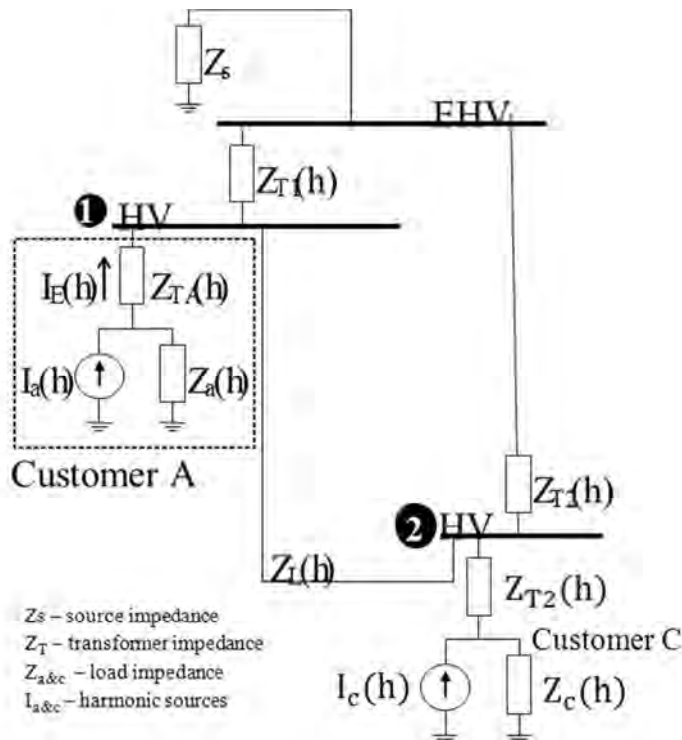 Zs
EHV
ZT1(h)
1 HV
IE(h) ZTA(h)
Ia(h) Za(h)
Customer A
2 HV
ZL(h)
ZT2(h)
Customer C
Ic(h) Zc(h)
Zs – source impedance
ZT – transformer impedance
Za&c – load impedance
Ia&c – harmonic sources